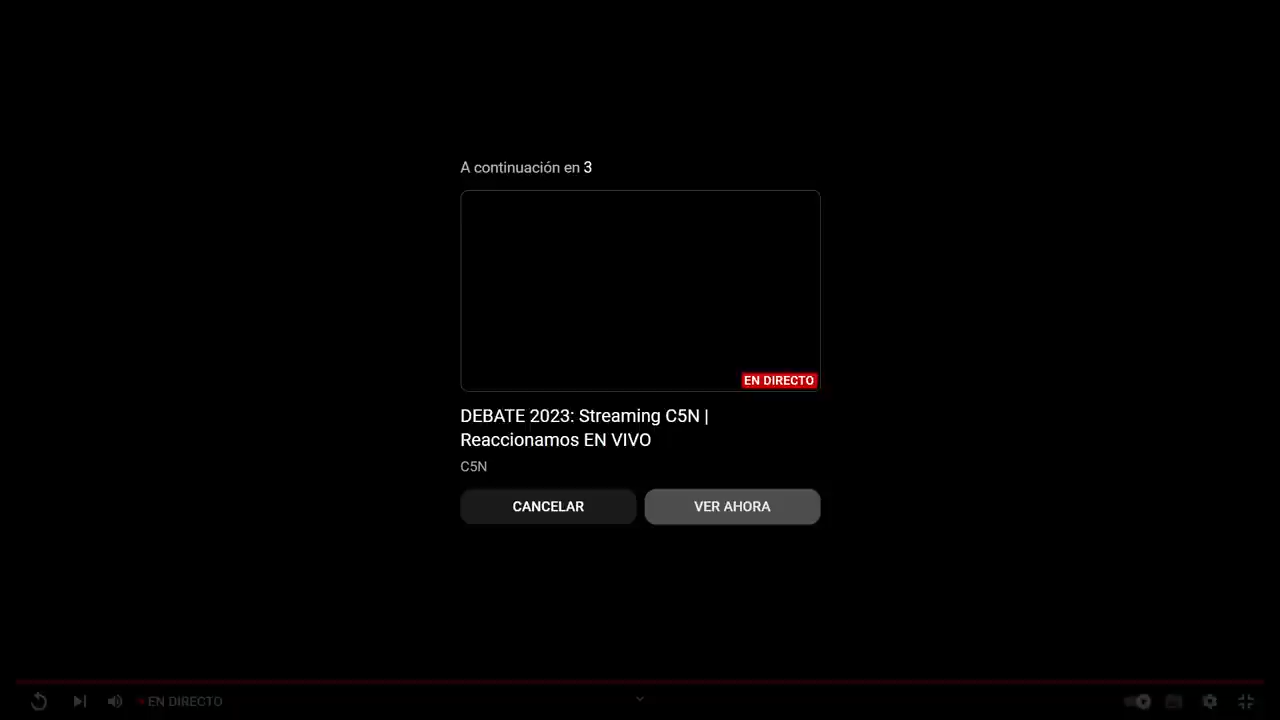 A continuación en 3
EN DIRECTO
DEBATE 2023: Streaming C5N |
Reaccionamos EN VIVO
C5N
CANCELAR
VER AHORA
EN DIRECTO